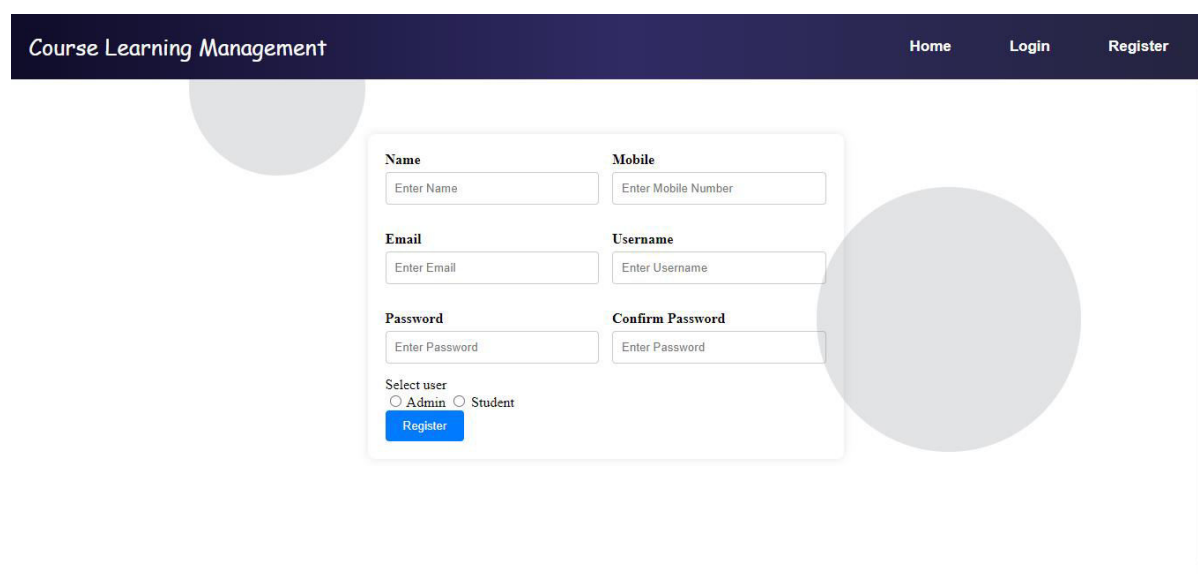 Course Learning Management
Home Login Register
Name Mobile
Enter Name Enter Mobile Number
Email Username
Enter Email Enter Username
Password Confirm Password
Enter Password Enter Password
Select user
Admin Student
Register